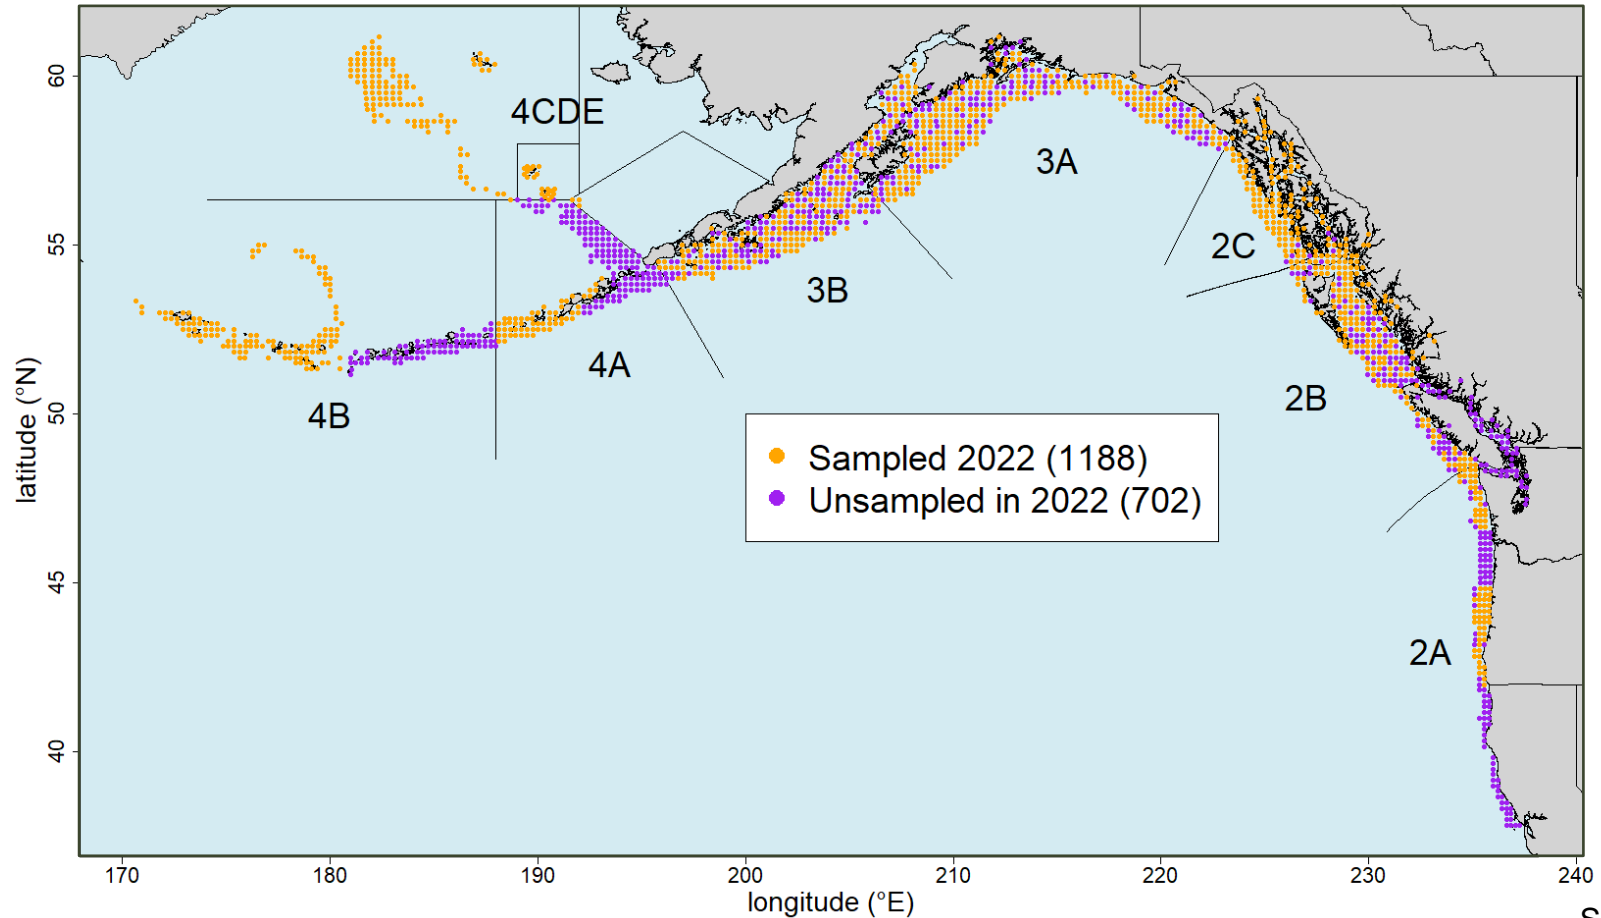 60
55
50
45
40
latitude (°N)
4CDE
3A
2C
3B
4A
2B
4B
Sampled 2022 (1188)
Unsampled in 2022 (702)
2A
170
180
190
200
210
220
230
240
longitude (°E)